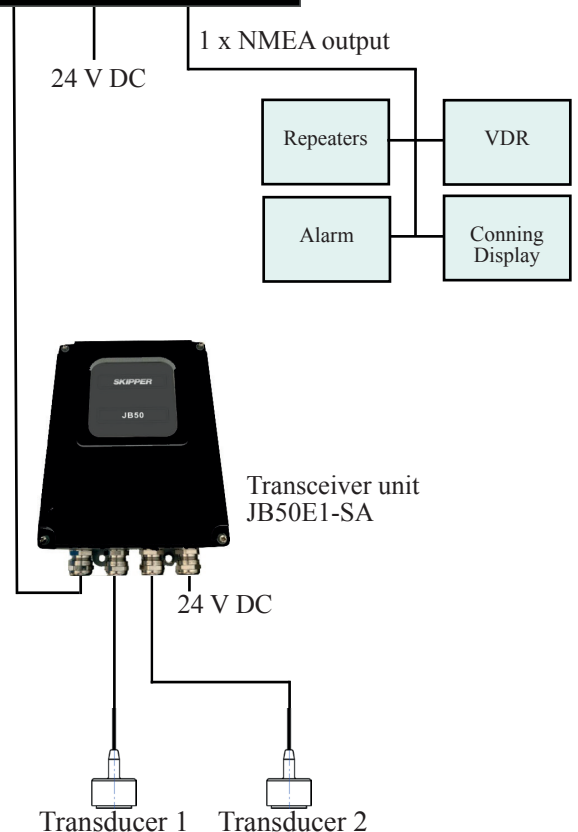 1 x NMEA output
24 V DC
Repeaters
VDR
Alarm
Conning
Display
SKIPPER
JB50
Transceiver unit
JB50E1-SA
24 V DC
Transducer 1
Transducer 2